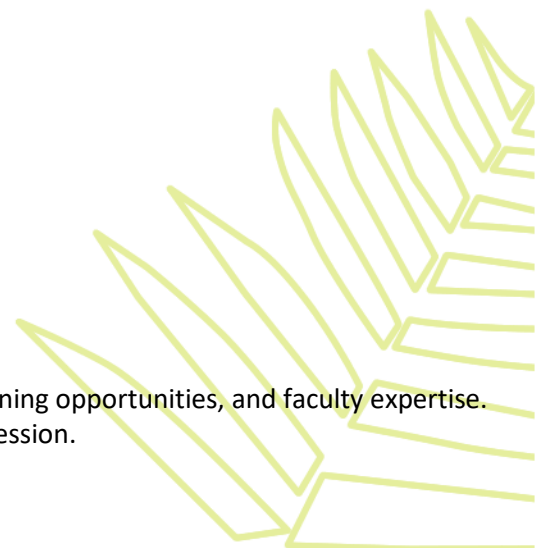 ning opportunities, and faculty expertise.
ession.